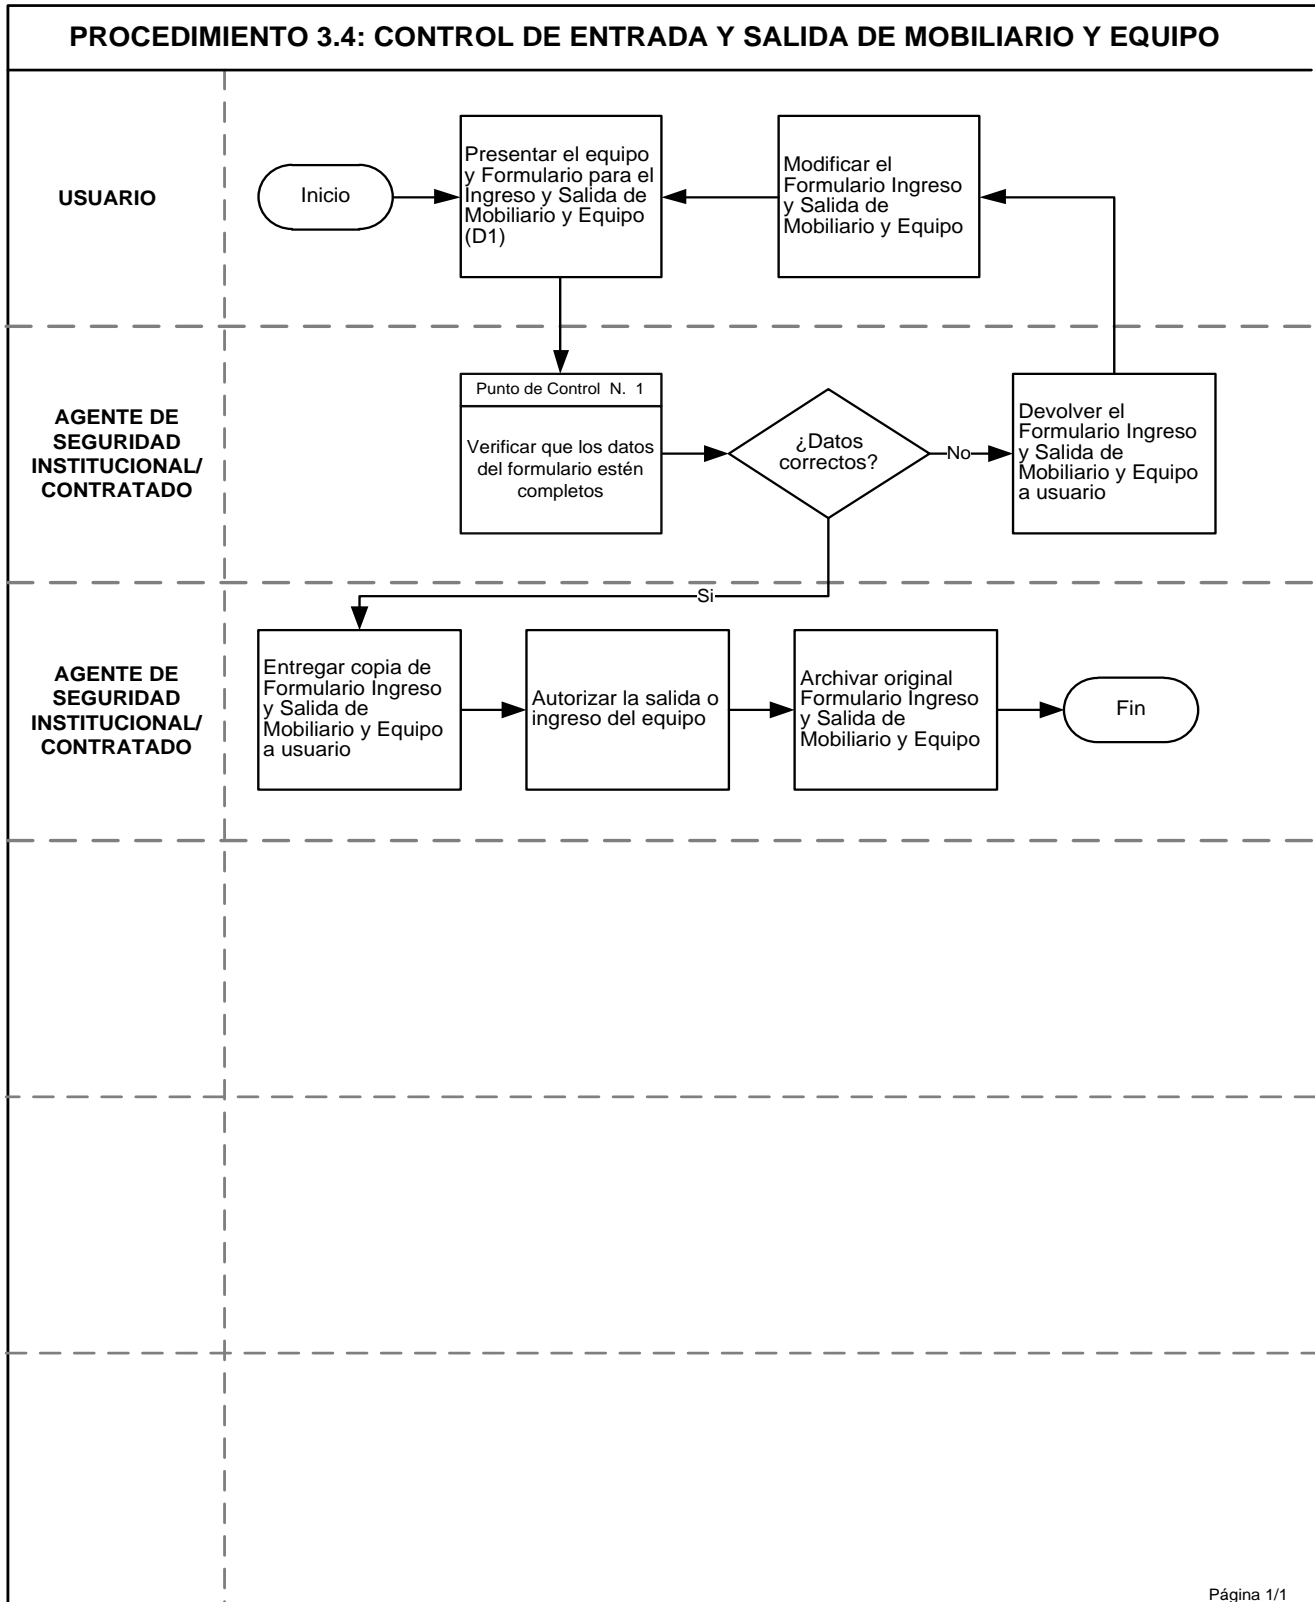 PROCEDIMIENTO 3.4: CONTROL DE ENTRADA Y SALIDA DE MOBILIARIO Y EQUIPO
USUARIO
Inicio
Presentar el equipo
y Formulario para el
Ingreso y Salida de
Mobiliario y Equipo
(D1)
Modificar el
Formulario Ingreso
y Salida de
Mobiliario y Equipo
AGENTE DE
SEGURIDAD
INSTITUCIONAL/
CONTRATADO
Punto de Control N. 1
Verificar que los datos
del formulario estén
completos
¿Datos
correctos?
No
Devolver el
Formulario Ingreso
y Salida de
Mobiliario y Equipo
a usuario
Si
AGENTE DE
SEGURIDAD
INSTITUCIONAL/
CONTRATADO
Entregar copia de
Formulario Ingreso
y Salida de
Mobiliario y Equipo
a usuario
Autorizar la salida o
ingreso del equipo
Archivar original
Formulario Ingreso
y Salida de
Mobiliario y Equipo
Fin
Página 1/1